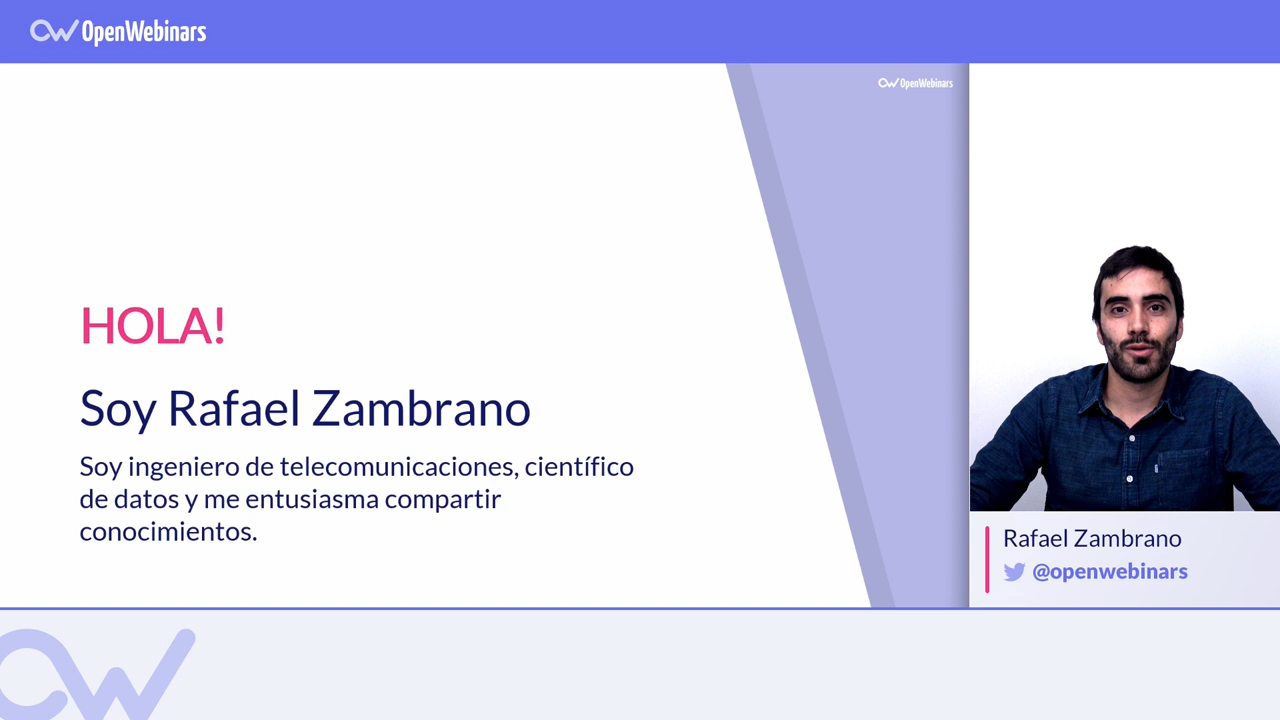 OpenWebinars
OpenWebinars
HOLA!
Soy Rafael Zambrano
Soy ingeniero de telecomunicaciones, científico
de datos y me entusiasma compartir
conocimientos.
Rafael Zambrano
@openwebinars